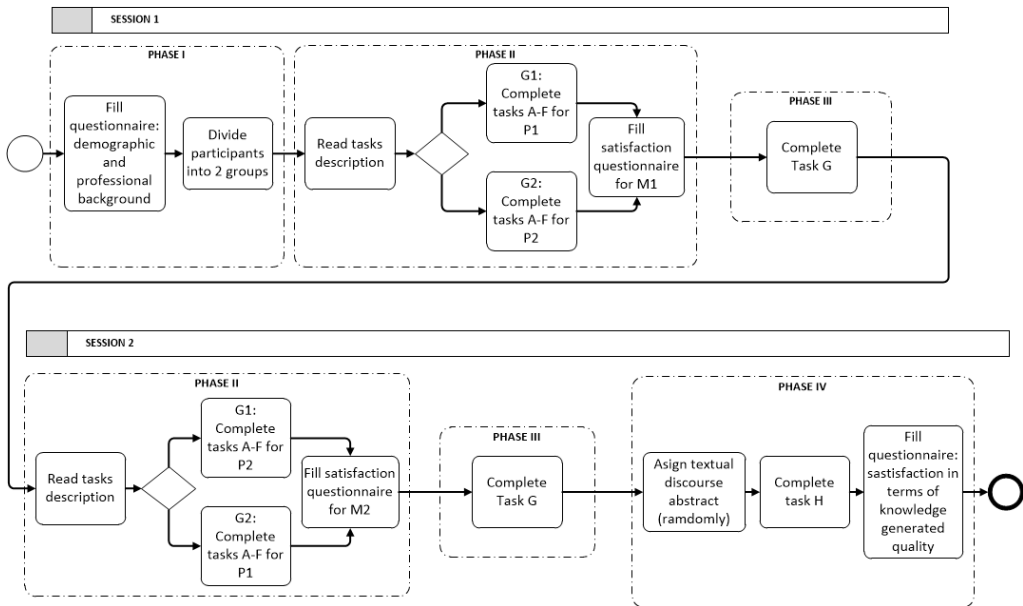 SESSION 1
PHASE I
Fill
questionnaire:
demographic
and
professional
background
Divide
participants
into 2 groups
PHASE II
Read tasks
description
G1:
Complete
tasks A-F for
P1
G2:
Complete
tasks A-F for
P2
Fill
satisfaction
questionnaire
for M1
PHASE III
Complete
Task G
SESSION 2
PHASE II
Read tasks
description
G1:
Complete
tasks A-F for
P2
G2:
Complete
tasks A-F for
P1
Fill satisfaction
questionnaire
for M2
PHASE III
Complete
Task G
PHASE IV
Asign textual
discourse
abstract
(ramdomly)
Complete
task H
Fill
questionnaire:
sastisfaction in
terms of
knowledge
generated
quality